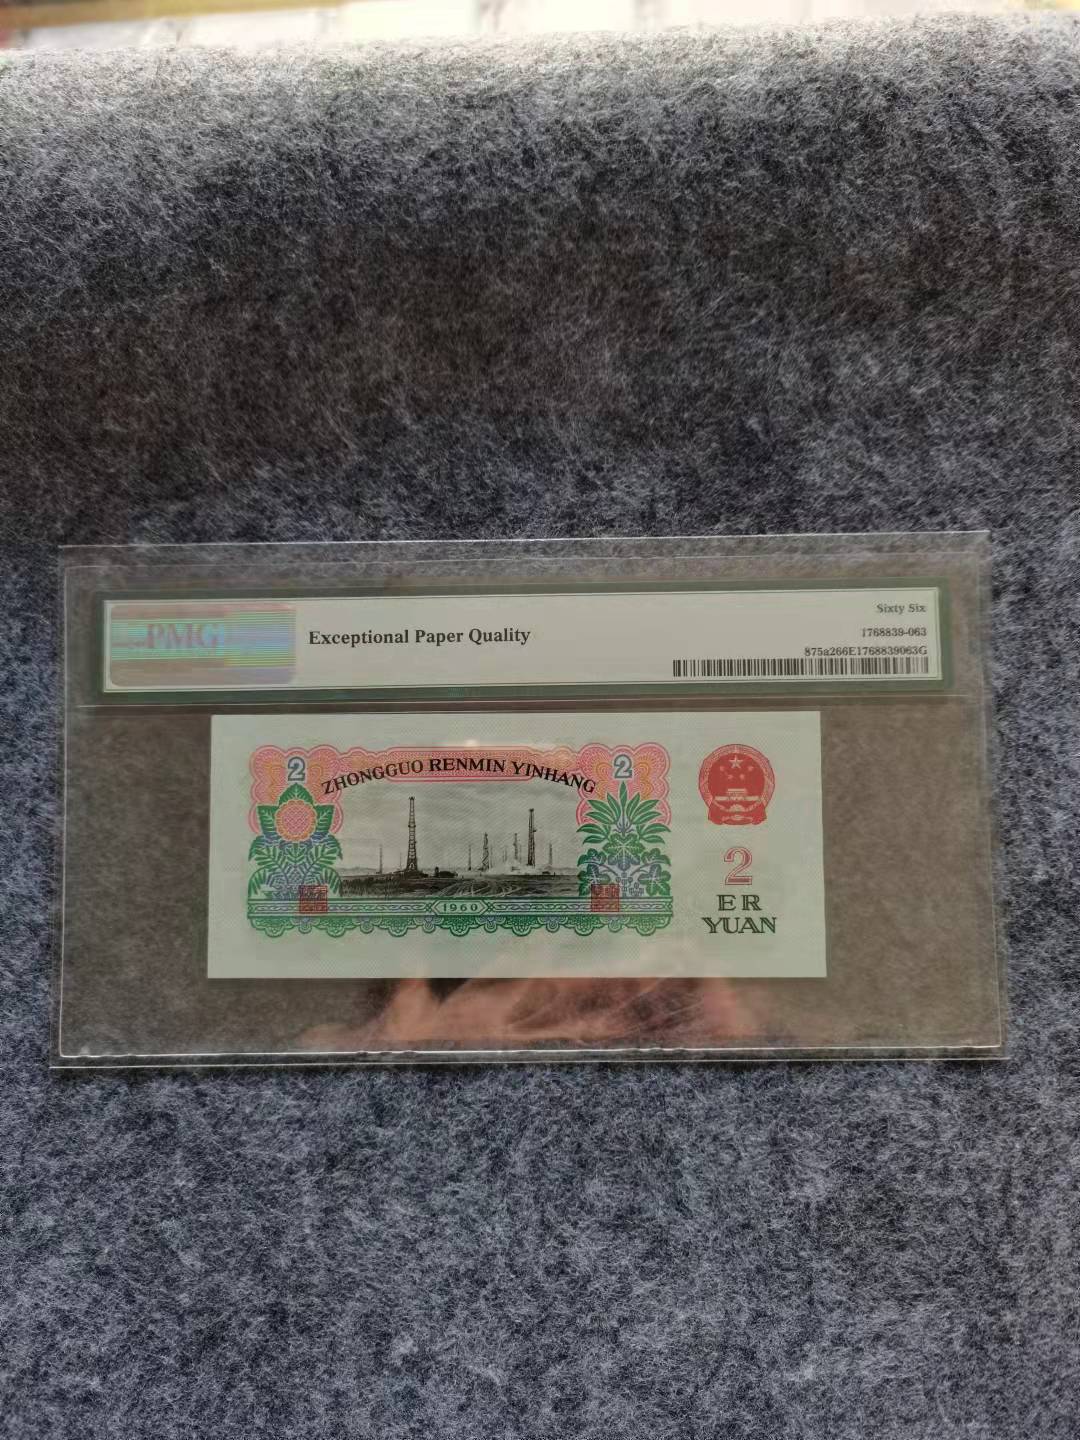 PMG
Exceptional Paper Quality
Sixty Six
1768839-063
875a266E1768839063G
2
ZHONGGUO RENMIN YINHANG
2
1960
2
ER
YUAN